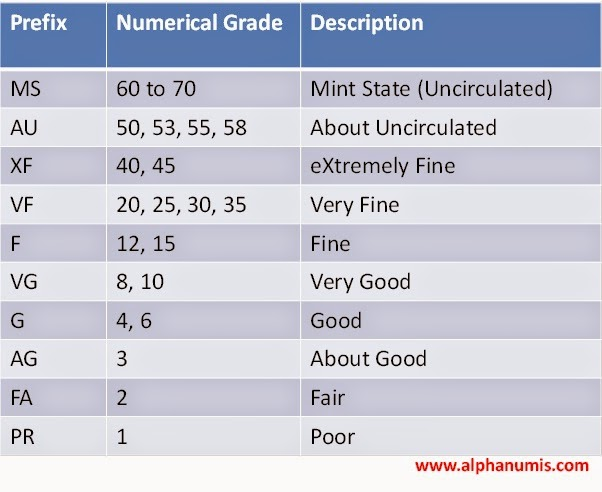 Prefix Numerical Grade Description
MS 60 to 70 Mint State (Uncirculated)
AU 50, 53, 55, 58 About Uncirculated
XF 40, 45 eXtremely Fine
VF 20, 25, 30, 35 Very Fine
F 12, 15 Fine
VG 8, 10 Very Good
G 4, 6 Good
AG 3 About Good
FA 2 Fair
PR 1 Poor
www.alphanumis.com